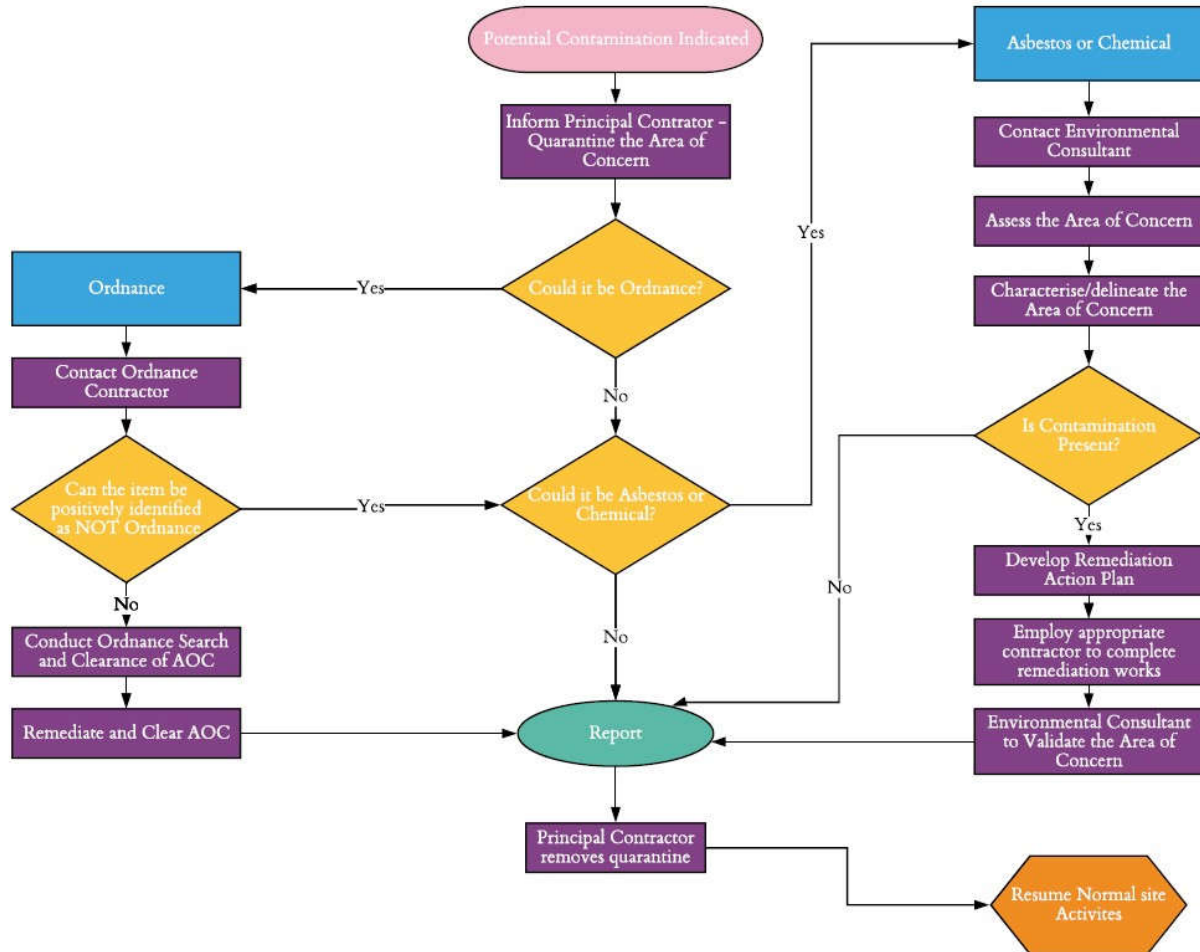 Potential Contamination Indicated
Asbestos or Chemical
Inform Principal Contrator -
Quarantine the Area of
Concern
Contact Environmental
Consultant
Assess the Area of Concern
Yes
Characterise/delineate the
Area of Concern
Ordnance
Yes
Could it be Ordnance?
Contact Ordnance
Contractor
No
Is Contamination
Present?
Can the item be
positively identified
as NOT Ordnance
Yes
Could it be Asbestos or
Chemical?
Yes
Develop Remediation
Action Plan
No
No
Conduct Ordnance Search
and Clearance of AOC
No
Employ appropriate
contractor to complete
remediation works
Remediate and Clear AOC
Report
Environmental Consultant
to Validate the Area of
Concern
Principal Contractor
removes quarantine
Resume Normal site
Activites